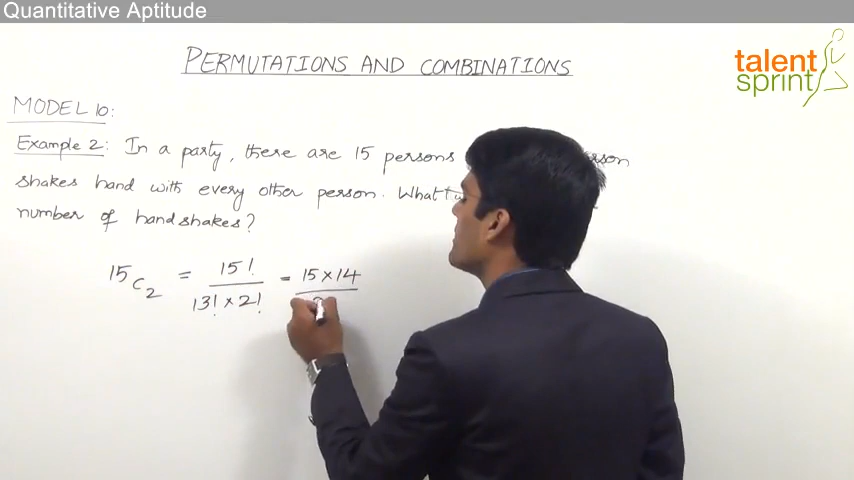 Quantitative Aptitude
PERMUTATIONS AND COMBINATIONS
talent
sprint
MODEL 10:
Example 2: In a party, there are 15 persons
shakes hand with every other person. What
number of handshakes?
15C2 = 15! / 13! × 2! = 15 × 14